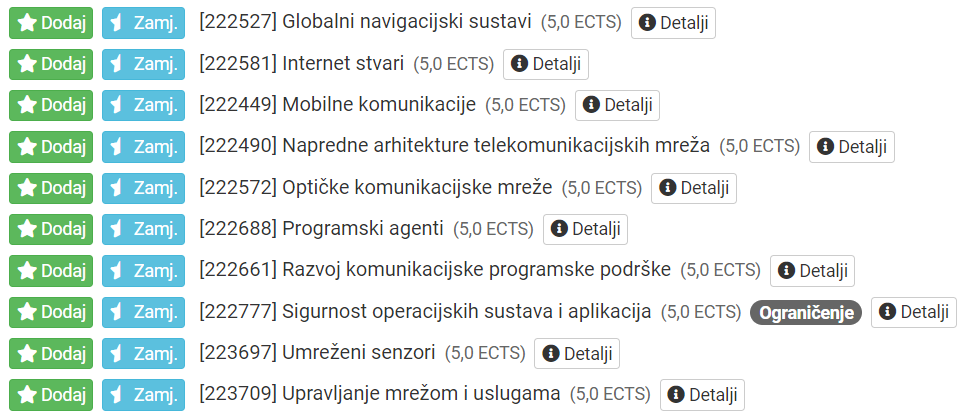 Dodaj Zamj. [222527] Globalni navigacijski sustavi (5,0 ECTS) Detalji
Dodaj Zamj. [222581] Internet stvari (5,0 ECTS) Detalji
Dodaj Zamj. [222449] Mobilne komunikacije (5,0 ECTS) Detalji
Dodaj Zamj. [222490] Napredne arhitekture telekomunikacijskih mreža (5,0 ECTS) Detalji
Dodaj Zamj. [222572] Optičke komunikacijske mreže (5,0 ECTS) Detalji
Dodaj Zamj. [222688] Programski agenti (5,0 ECTS) Detalji
Dodaj Zamj. [222661] Razvoj komunikacijske programske podrške (5,0 ECTS) Detalji
Dodaj Zamj. [222777] Sigurnost operacijskih sustava i aplikacija (5,0 ECTS) Ograničenje Detalji
Dodaj Zamj. [223697] Umreženi senzori (5,0 ECTS) Detalji
Dodaj Zamj. [223709] Upravljanje mrežom i uslugama (5,0 ECTS) Detalji